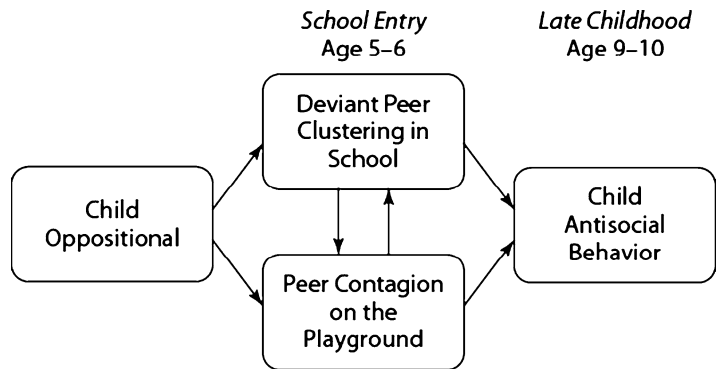 School Entry
Age 5–6
Late Childhood
Age 9–10
Deviant Peer
Clustering in
School
Child
Oppositional
Child
Antisocial
Behavior
Peer Contagion
on the
Playground